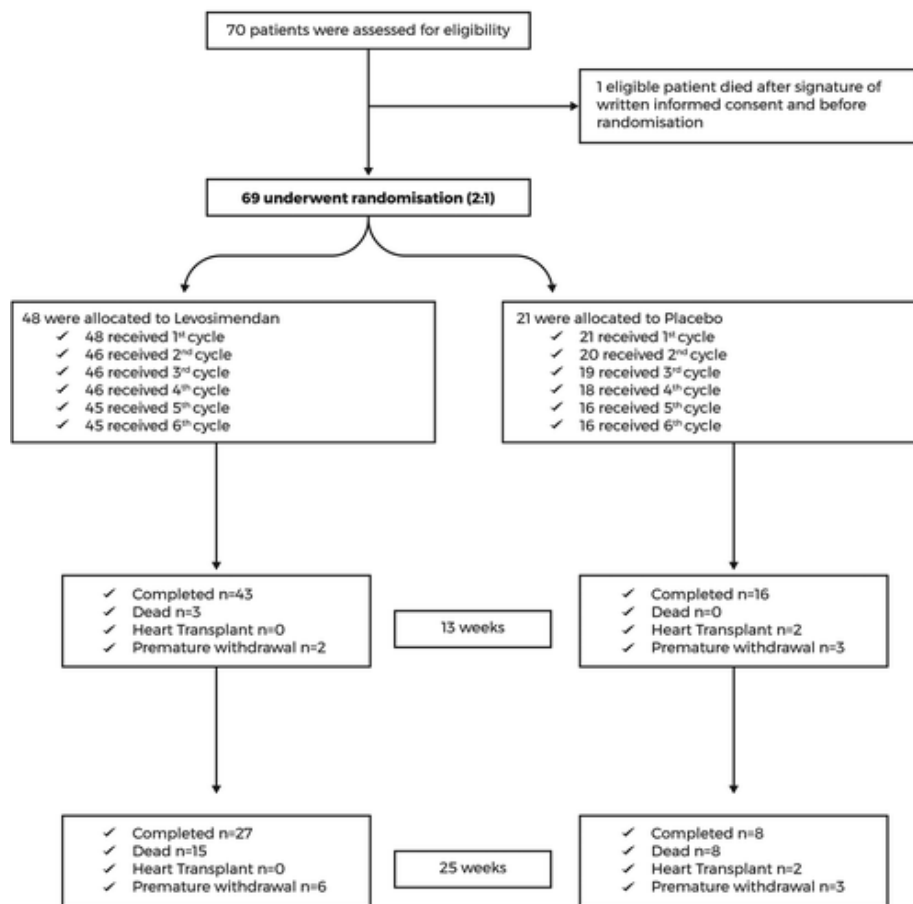 70 patients were assessed for eligibility
1 eligible patient died after signature of
written informed consent and before
randomisation
69 underwent randomisation (2:1)
48 were allocated to Levosimendan
✓ 48 received 1st cycle
✓ 46 received 2nd cycle
✓ 46 received 3rd cycle
✓ 46 received 4th cycle
✓ 45 received 5th cycle
✓ 45 received 6th cycle
21 were allocated to Placebo
✓ 21 received 1st cycle
✓ 20 received 2nd cycle
✓ 19 received 3rd cycle
✓ 18 received 4th cycle
✓ 16 received 5th cycle
✓ 16 received 6th cycle
✓ Completed n=43
✓ Dead n=3
✓ Heart Transplant n=0
✓ Premature withdrawal n=2
13 weeks
✓ Completed n=16
✓ Dead n=0
✓ Heart Transplant n=2
✓ Premature withdrawal n=3
✓ Completed n=27
✓ Dead n=15
✓ Heart Transplant n=0
✓ Premature withdrawal n=6
25 weeks
✓ Completed n=8
✓ Dead n=8
✓ Heart Transplant n=2
✓ Premature withdrawal n=3